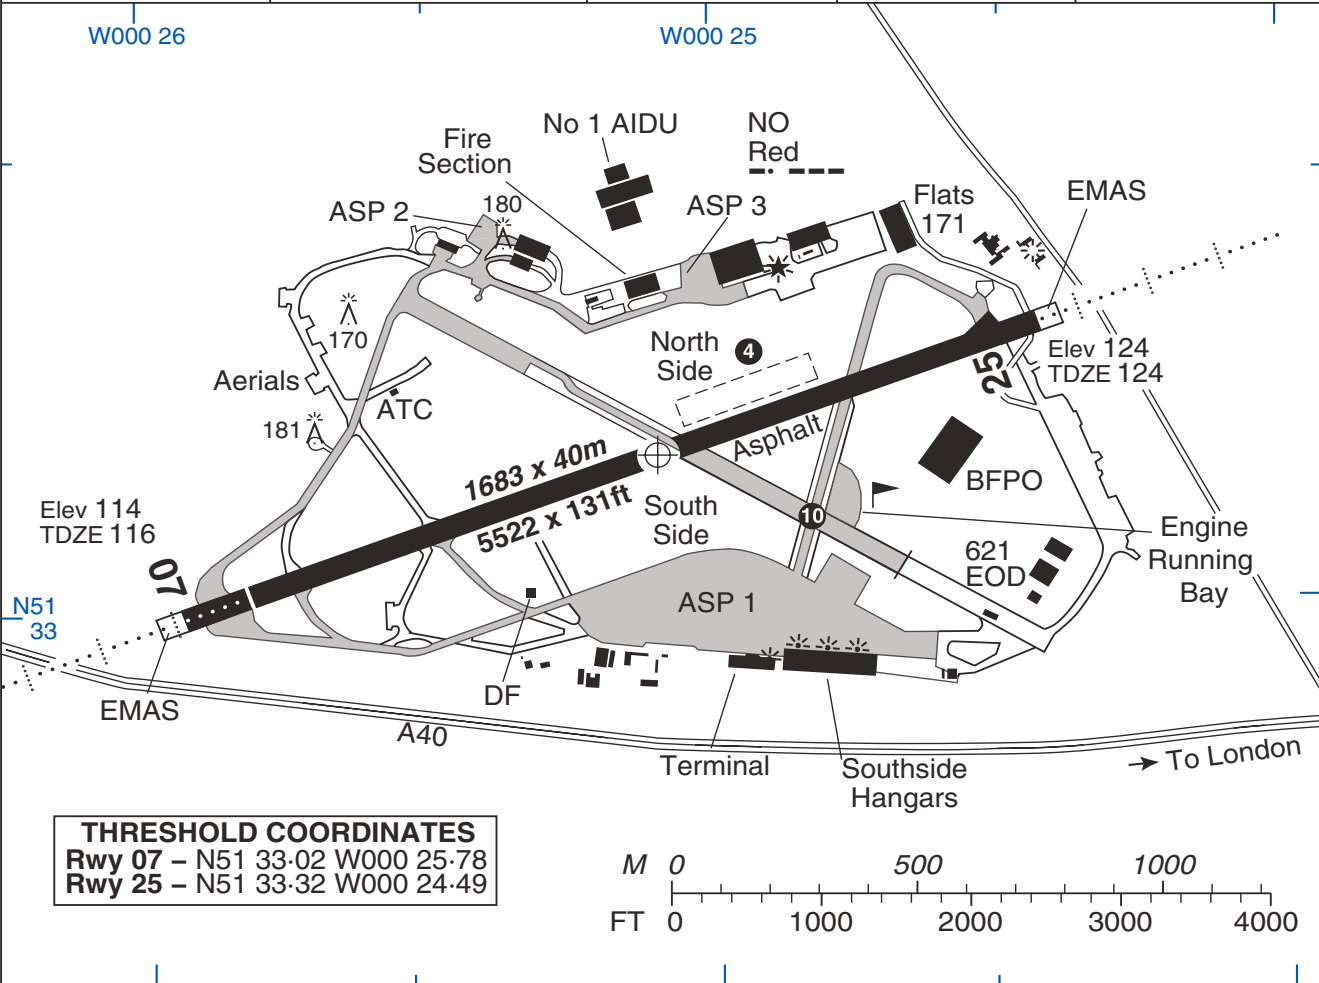 W000 26
W000 25
No 1 AIDU
NO
Red
Fire
Section
ASP 2
180
ASP 3
Flats
171
EMAS
170
North
Side
4
Elev 124
TDZE 124
25
Aerials
ATC
181
Asphalt
1683 x 40m
5522 x 131ft
BFPO
South
Side
10
Elev 114
TDZE 116
07
621
EOD
Engine
Running
Bay
N51
33
ASP 1
DF
EMAS
A40
Terminal
Southside
Hangars
To London
THRESHOLD COORDINATES
Rwy 07 – N51 33·02 W000 25·78
Rwy 25 – N51 33·32 W000 24·49
M 0 500 1000
FT 0 1000 2000 3000 4000